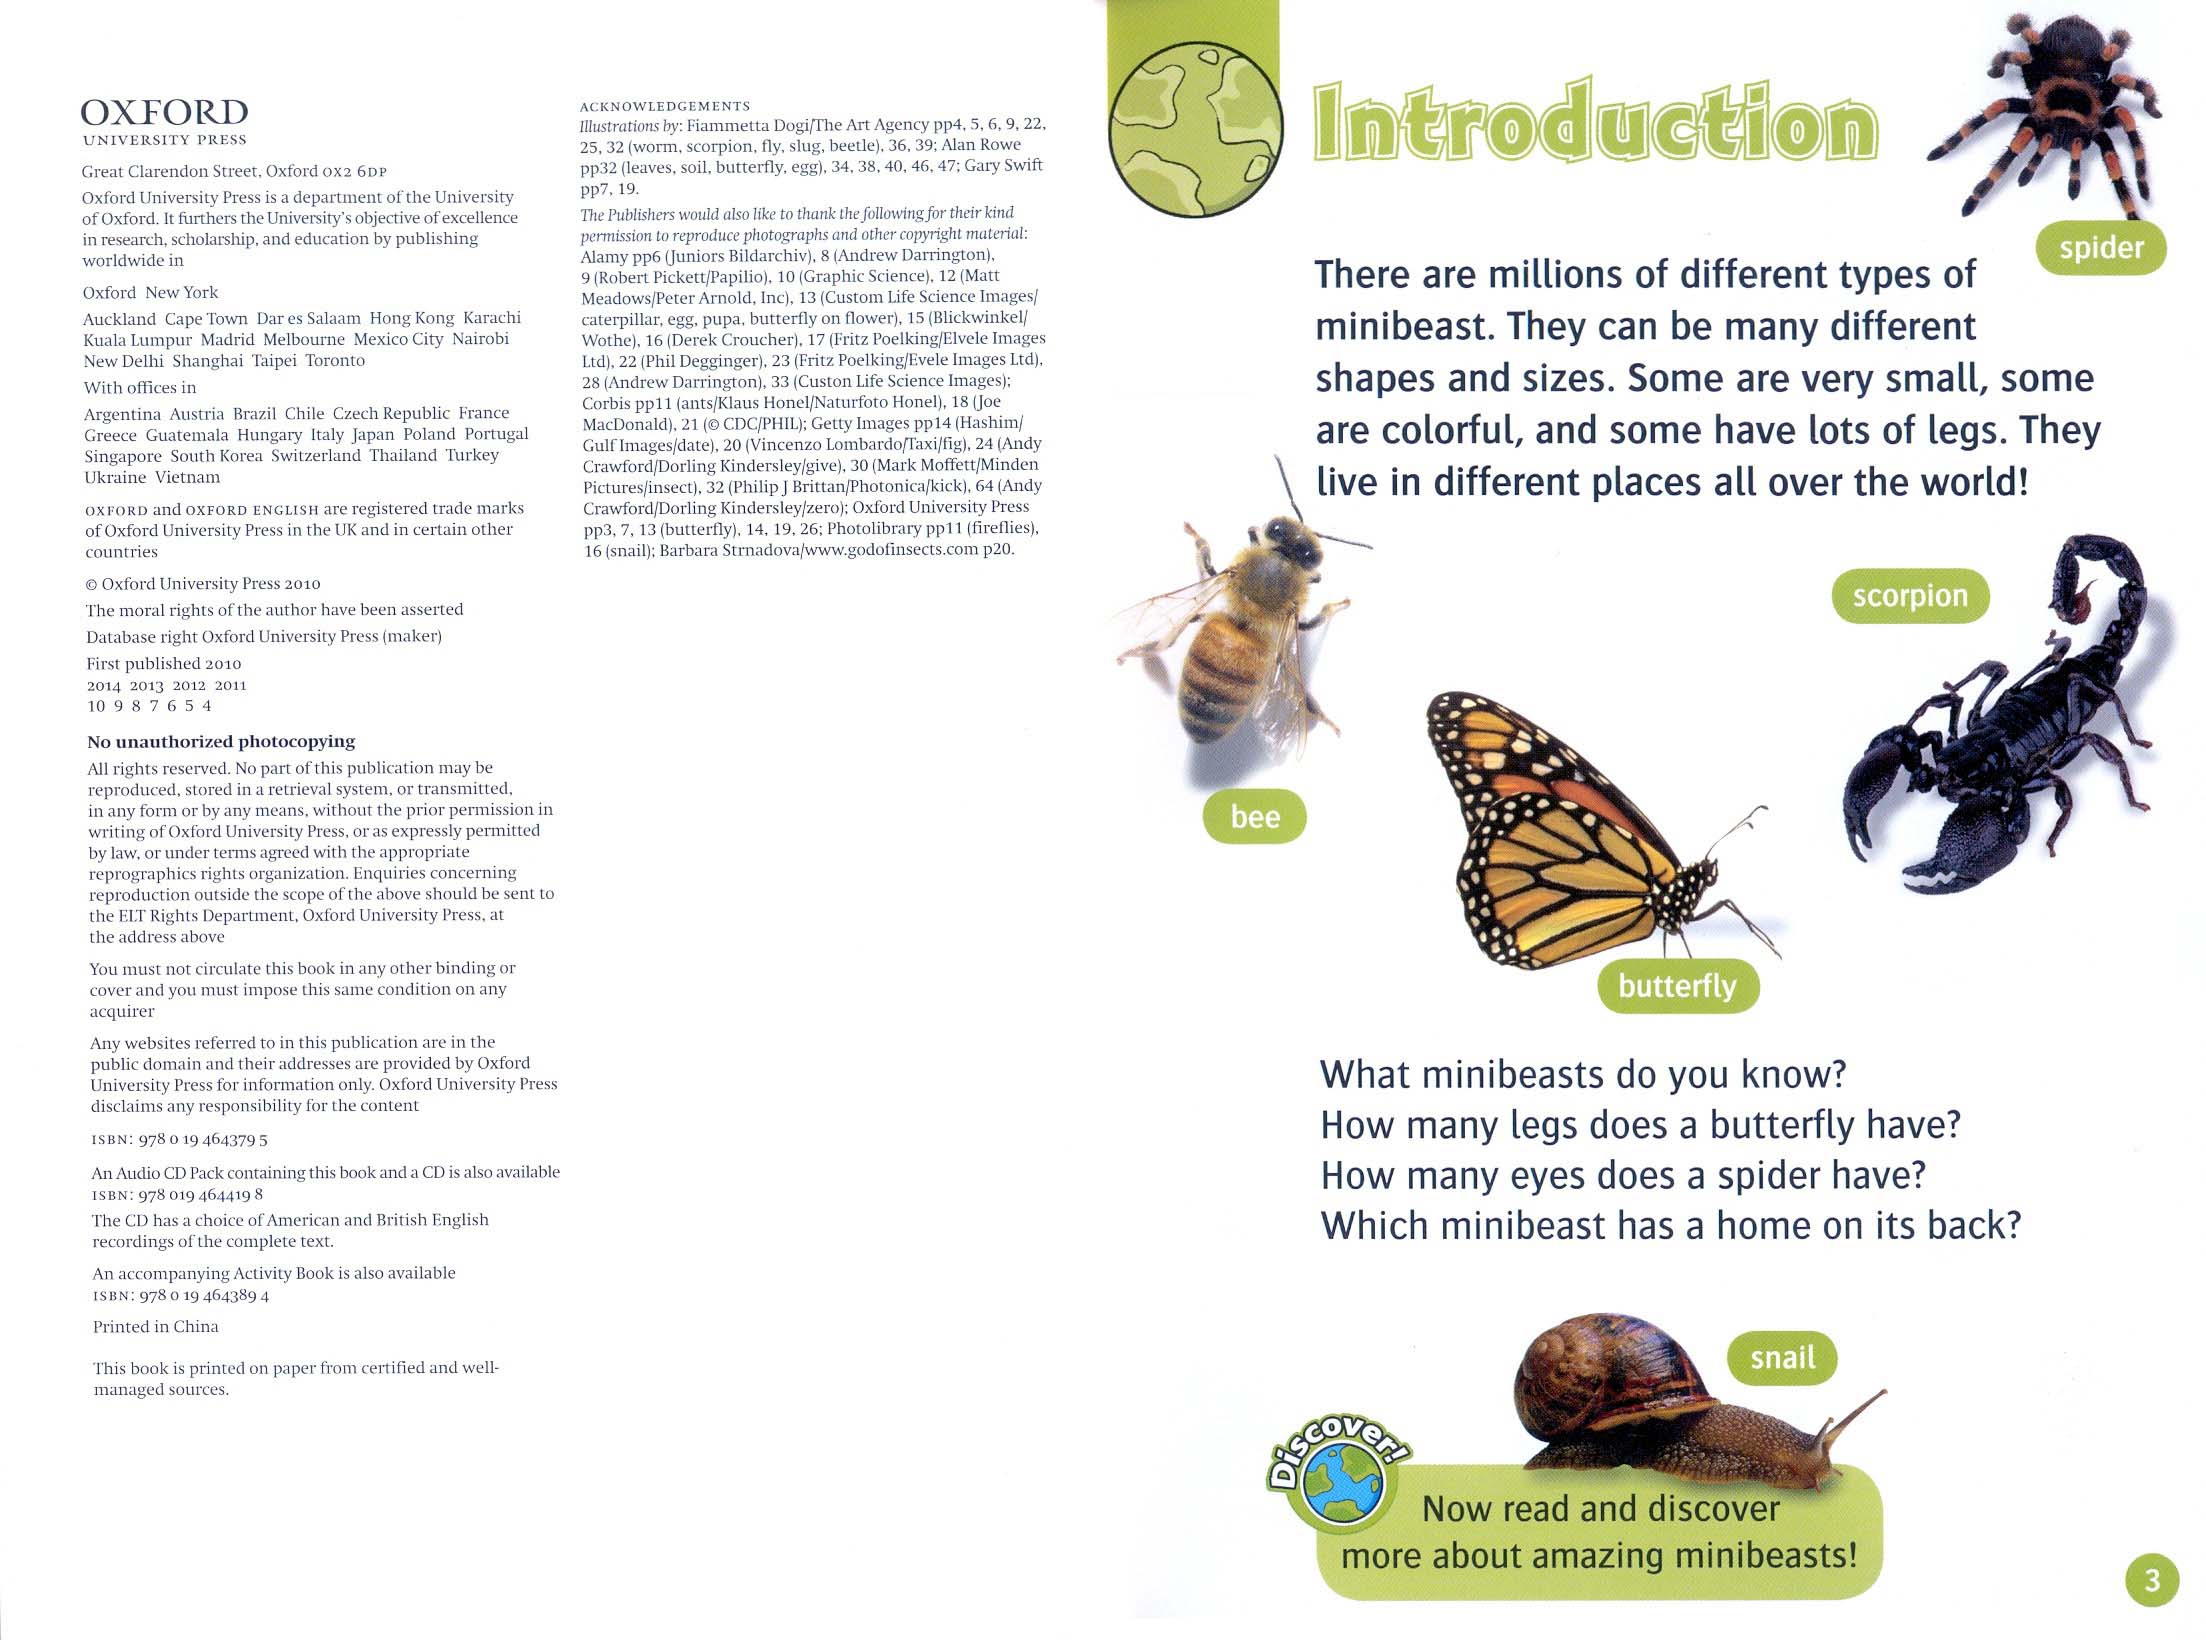 OXFORD
UNIVERSITY PRESS
Great Clarendon Street, Oxford OX2 6DP
Oxford University Press is a department of the University
of Oxford. It furthers the University's objective of excellence
in research, scholarship, and education by publishing
worldwide in
Oxford New York
Auckland Cape Town Dar es Salaam Hong Kong Karachi
Kuala Lumpur Madrid Melbourne Mexico City Nairobi
New Delhi Shanghai Taipei Toronto
With offices in
Argentina Austria Brazil Chile Czech Republic France
Greece Guatemala Hungary Italy Japan Poland Portugal
Singapore South Korea Switzerland Thailand Turkey
Ukraine Vietnam
OXFORD and OXFORD ENGLISH are registered trade marks
of Oxford University Press in the UK and in certain other
countries
© Oxford University Press 2010
The moral rights of the author have been asserted
Database right Oxford University Press (maker)
First published 2010
2014 2013 2012 2011
10 9 8 7 6 5 4
No unauthorized photocopying
All rights reserved. No part of this publication may be
reproduced, stored in a retrieval system, or transmitted,
in any form or by any means, without the prior permission in
writing of Oxford University Press, or as expressly permitted
by law, or under terms agreed with the appropriate
reprographics rights organization. Enquiries concerning
reproduction outside the scope of the above should be sent to
the ELT Rights Department, Oxford University Press, at
the address above
You must not circulate this book in any other binding or
cover and you must impose this same condition on any
acquirer
Any websites referred to in this publication are in the
public domain and their addresses are provided by Oxford
University Press for information only. Oxford University Press
disclaims any responsibility for the content
ISBN: 978 0 19 464379 5
An Audio CD Pack containing this book and a CD is also available
ISBN: 978 019 464419 8
The CD has a choice of American and British English
recordings of the complete text.
An accompanying Activity Book is also available
ISBN: 978 0 19 464389 4
Printed in China
This book is printed on paper from certified and well-
managed sources.
ACKNOWLEDGEMENTS
Illustrations by: Fiammetta Dogi/The Art Agency pp4, 5, 6, 9, 22,
25, 32 (worm, scorpion, fly, slug, beetle), 36, 39; Alan Rowe
pp32 (leaves, soil, butterfly, egg), 34, 38, 40, 46, 47; Gary Swift
pp7, 19.
The Publishers would also like to thank the following for their kind
permission to reproduce photographs and other copyright material:
Alamy pp6 (Juniors Bildarchiv), 8 (Andrew Darrington),
9 (Robert Pickett/Papilio), 10 (Graphic Science), 12 (Matt
Meadows/Peter Arnold, Inc), 13 (Custom Life Science Images/
caterpillar, egg, pupa, butterfly on flower), 15 (Blickwinkel/
Wothe), 16 (Derek Croucher), 17 (Fritz Poelking/Elvele Images
Ltd), 22 (Phil Degginger), 23 (Fritz Poelking/Evele Images Ltd),
28 (Andrew Darrington), 33 (Custon Life Science Images);
Corbis pp11 (ants/Klaus Honel/Naturfoto Honel), 18 (Joe
MacDonald), 21 (© CDC/PHIL); Getty Images pp14 (Hashim/
Gulf Images/date), 20 (Vincenzo Lombardo/Taxi/fig), 24 (Andy
Crawford/Dorling Kindersley/give), 30 (Mark Moffett/Minden
Pictures/insect), 32 (Philip J Brittan/Photonica/kick), 64 (Andy
Crawford/Dorling Kindersley/zero); Oxford University Press
pp3, 7, 13 (butterfly), 14, 19, 26; Photolibrary pp11 (fireflies),
16 (snail); Barbara Strnadova/www.godofinsects.com p20.
Introduction
spider
There are millions of different types of
minibeast. They can be many different
shapes and sizes. Some are very small, some
are colorful, and some have lots of legs. They
live in different places all over the world!
scorpion
bee
butterfly
What minibeasts do you know?
How many legs does a butterfly have?
How many eyes does a spider have?
Which minibeast has a home on its back?
snail
Discover!
Now read and discover
more about amazing minibeasts!
3